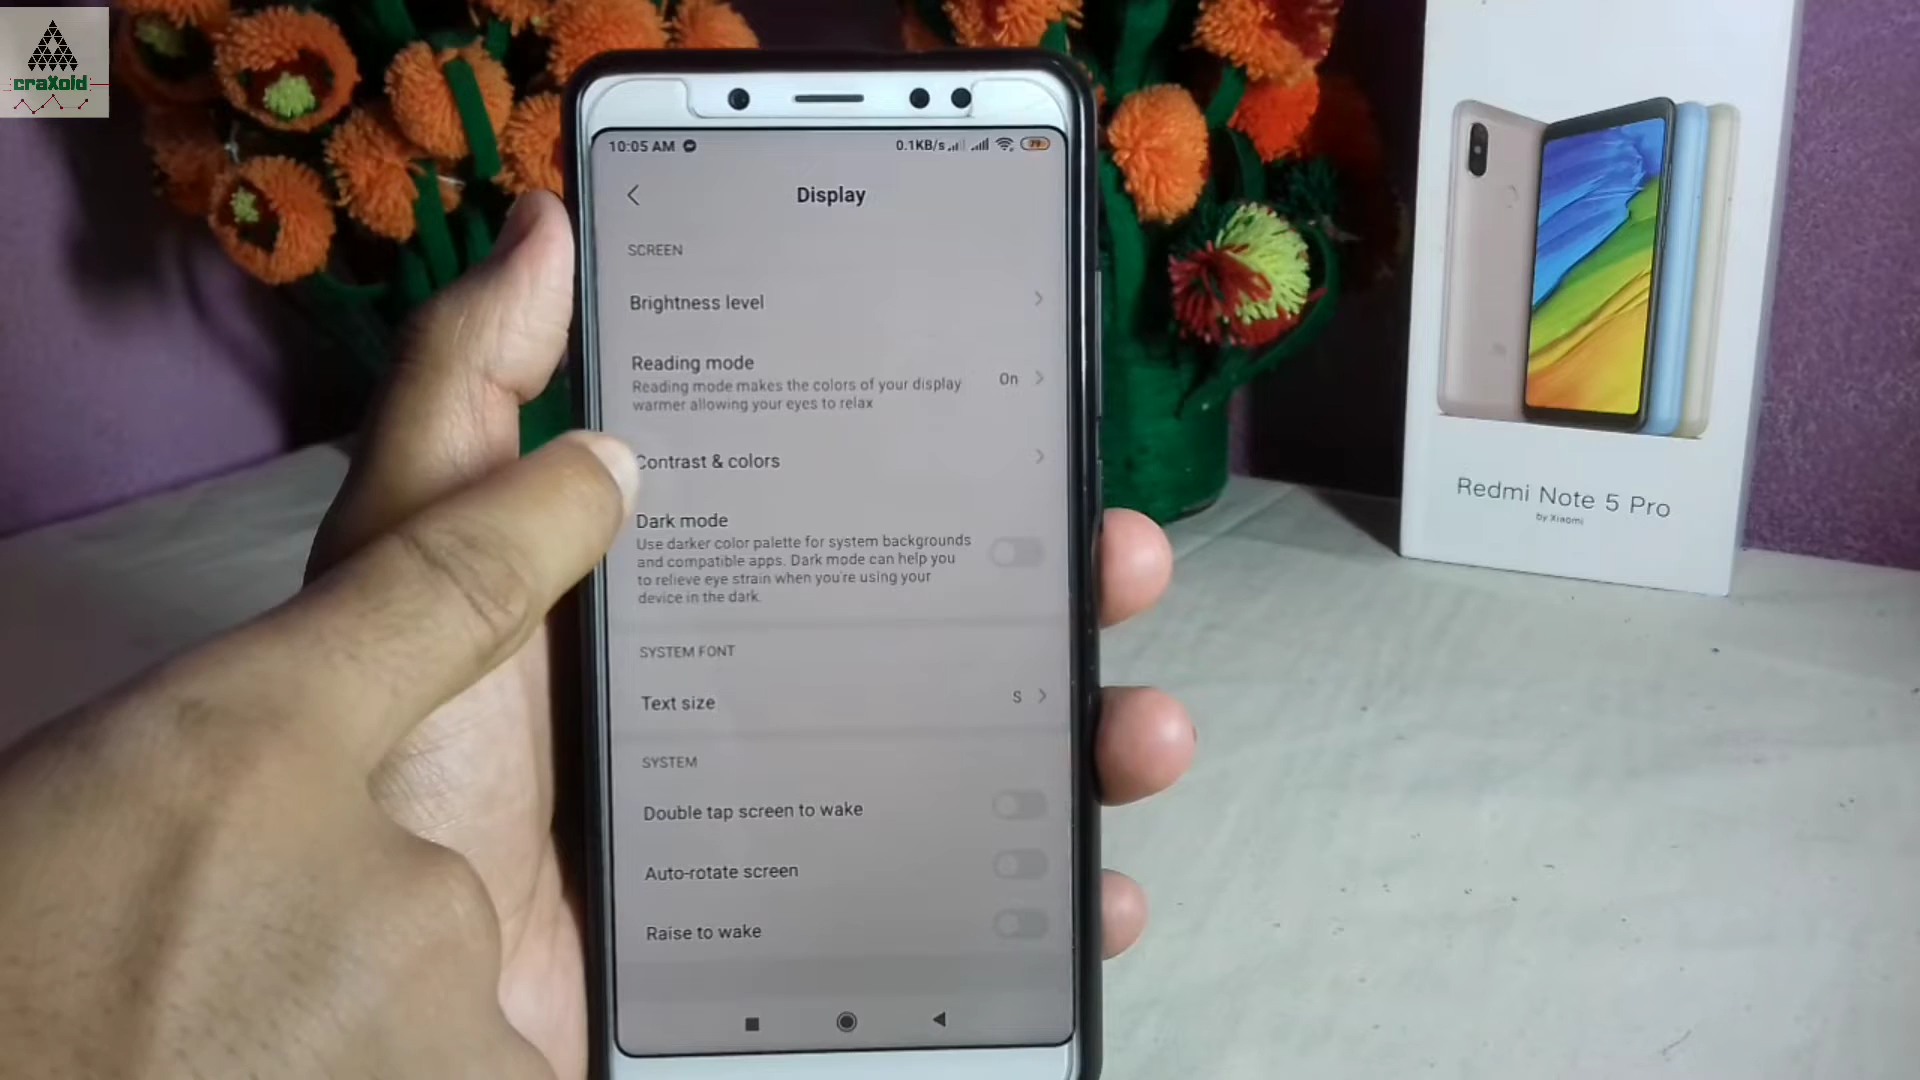 craXoid
10:05 AM
0.1KB/s
79
Display
SCREEN
Brightness level
Reading mode
Reading mode makes the colors of your display
warmer allowing your eyes to relax
On
Contrast & colors
Dark mode
Use darker color palette for system backgrounds
and compatible apps. Dark mode can help you
to relieve eye strain when you're using your
device in the dark.
SYSTEM FONT
Text size
S
SYSTEM
Double tap screen to wake
Auto-rotate screen
Raise to wake
Redmi Note 5 Pro
by Xiaomi